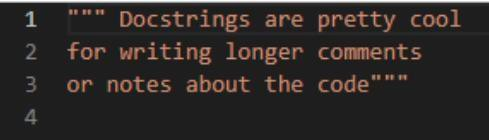 1 """ Docstrings are pretty cool
2 for writing longer comments
3 or notes about the code"""
4